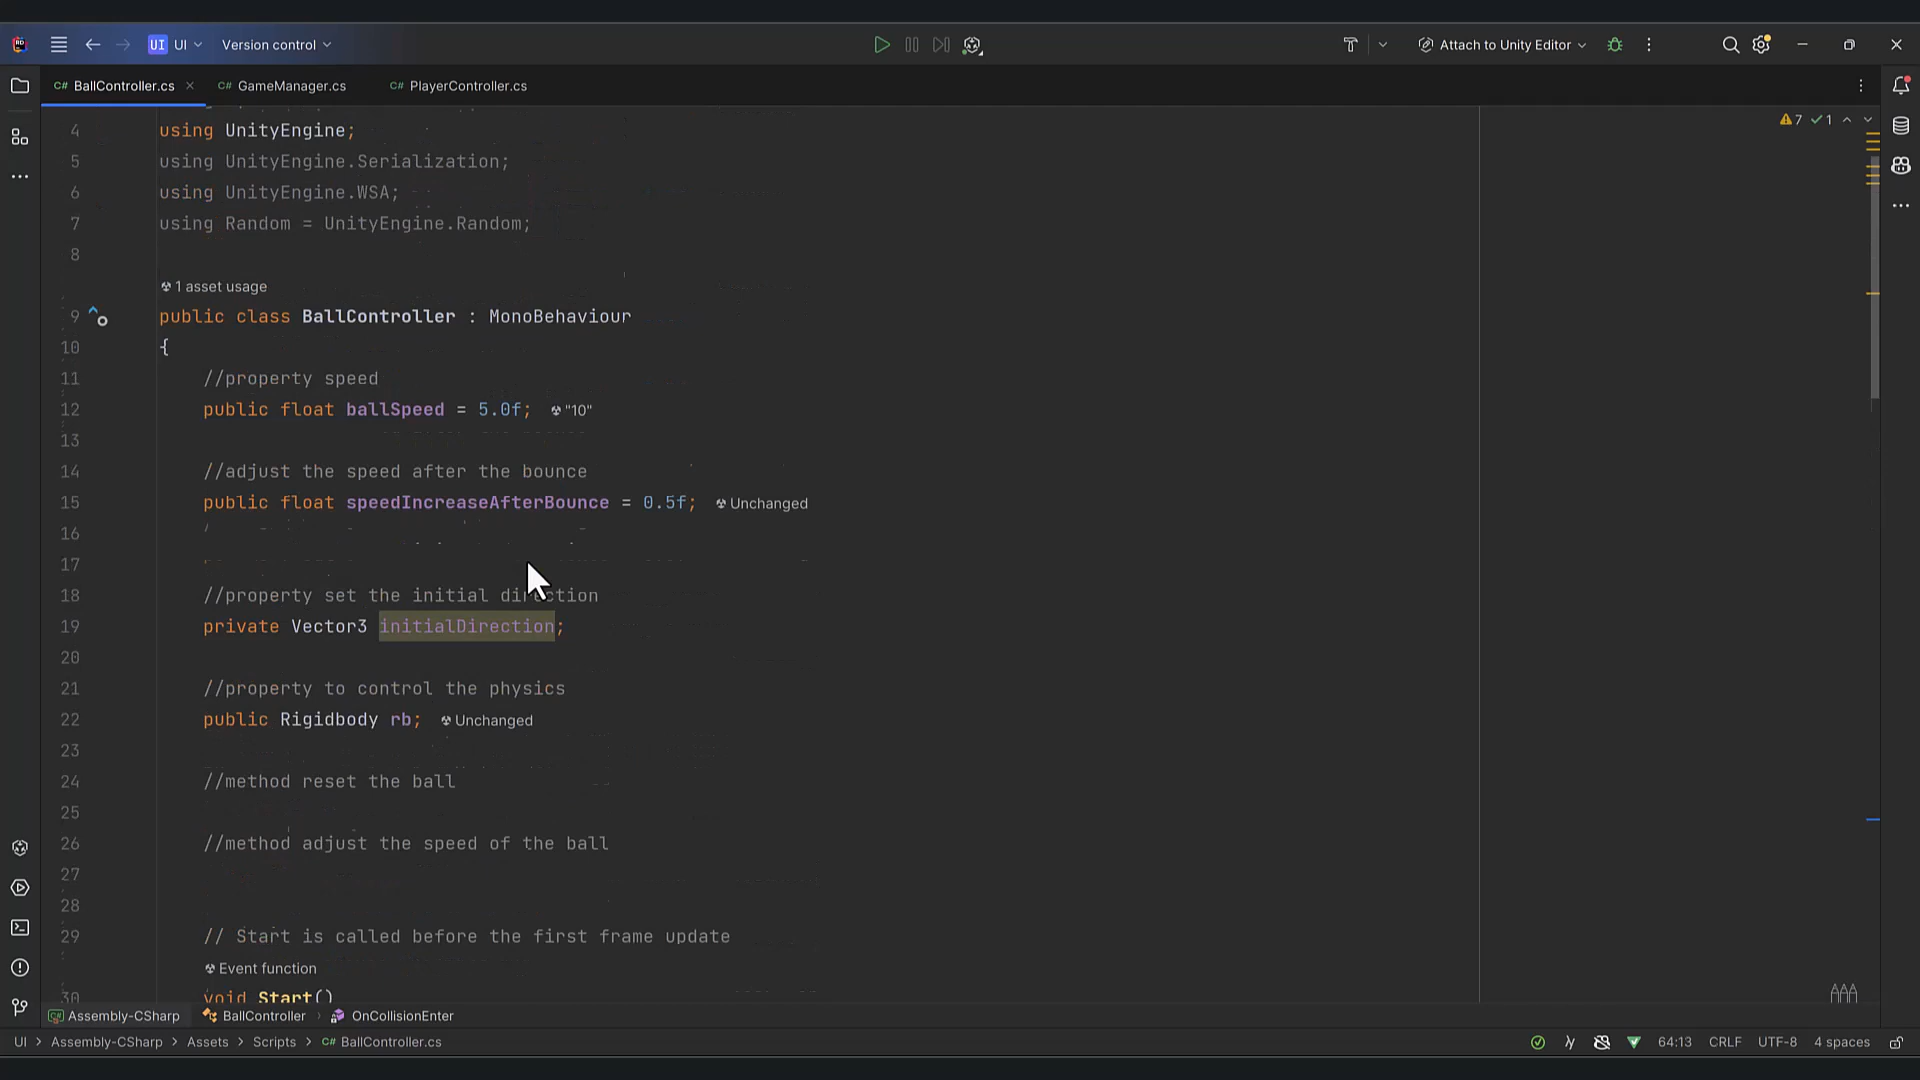 UI UI Version control Attach to Unity Editor
C# BallController.cs C# GameManager.cs C# PlayerController.cs
7 1
4 using UnityEngine;
5 using UnityEngine.Serialization;
6 using UnityEngine.WSA;
7 using Random = UnityEngine.Random;
8
1 asset usage
9 public class BallController : MonoBehaviour
10 {
11 //property speed
12 public float ballSpeed = 5.0f; "10"
13
14 //adjust the speed after the bounce
15 public float speedIncreaseAfterBounce = 0.5f; Unchanged
16
17
18 //property set the initial direction
19 private Vector3 initialDirection;
20
21 //property to control the physics
22 public Rigidbody rb; Unchanged
23
24 //method reset the ball
25
26 //method adjust the speed of the ball
27
28
29 // Start is called before the first frame update
Event function
30 void Start()
Assembly-CSharp BallController OnCollisionEnter
UI Assembly-CSharp Assets Scripts C# BallController.cs 64:13 CRLF UTF-8 4 spaces